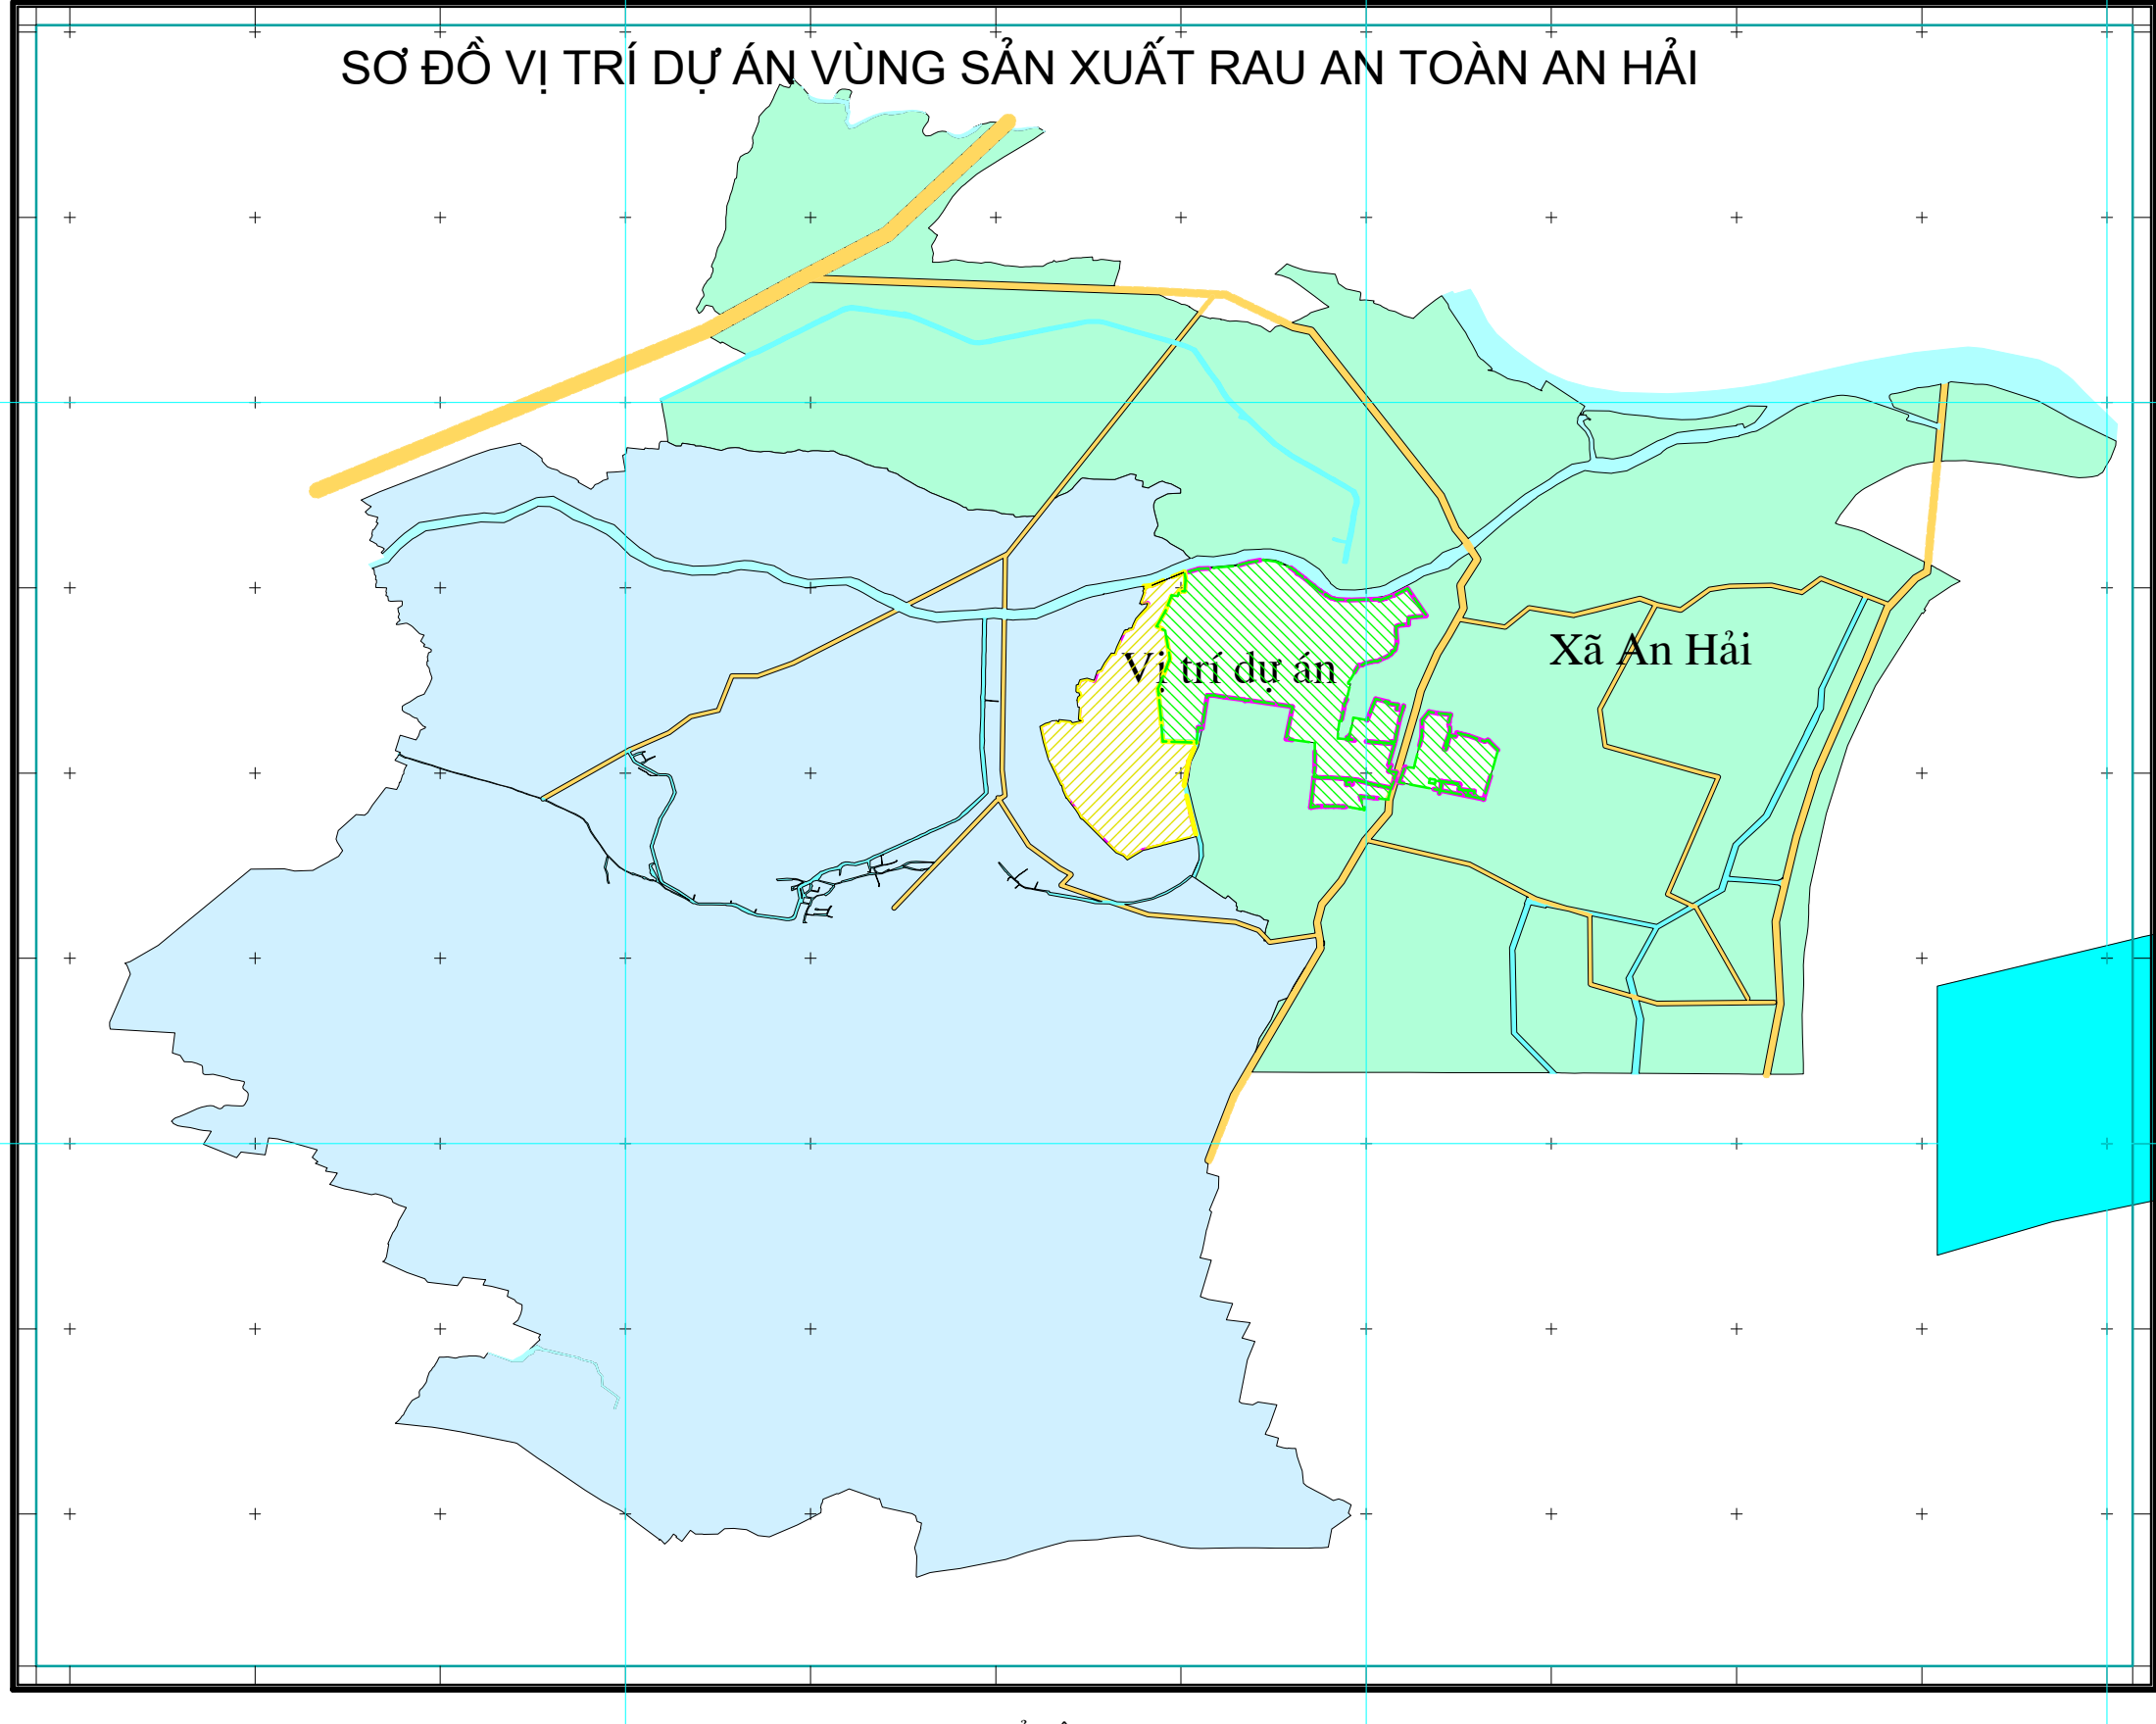 SƠ ĐỒ VỊ TRÍ DỰ ÁN VÙNG SẢN XUẤT RAU AN TOÀN AN HẢI
Xã An Hải
Vị trí dự án